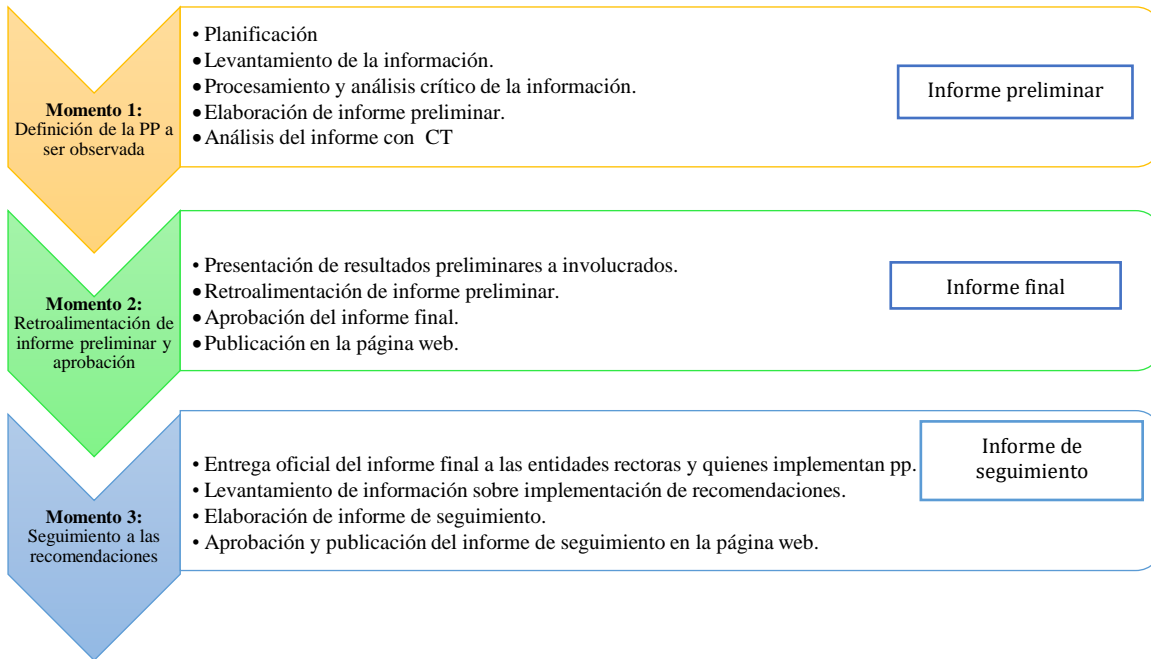 Momento 1:
Definición de la PP a
ser observada
• Planificación
• Levantamiento de la información.
• Procesamiento y análisis crítico de la información.
• Elaboración de informe preliminar.
• Análisis del informe con CT
Informe preliminar
Momento 2:
Retroalimentación de
informe preliminar y
aprobación
• Presentación de resultados preliminares a involucrados.
• Retroalimentación de informe preliminar.
• Aprobación del informe final.
• Publicación en la página web.
Informe final
Momento 3:
Seguimiento a las
recomendaciones
• Entrega oficial del informe final a las entidades rectoras y quienes implementan pp.
• Levantamiento de información sobre implementación de recomendaciones.
• Elaboración de informe de seguimiento.
• Aprobación y publicación del informe de seguimiento en la página web.
Informe de
seguimiento